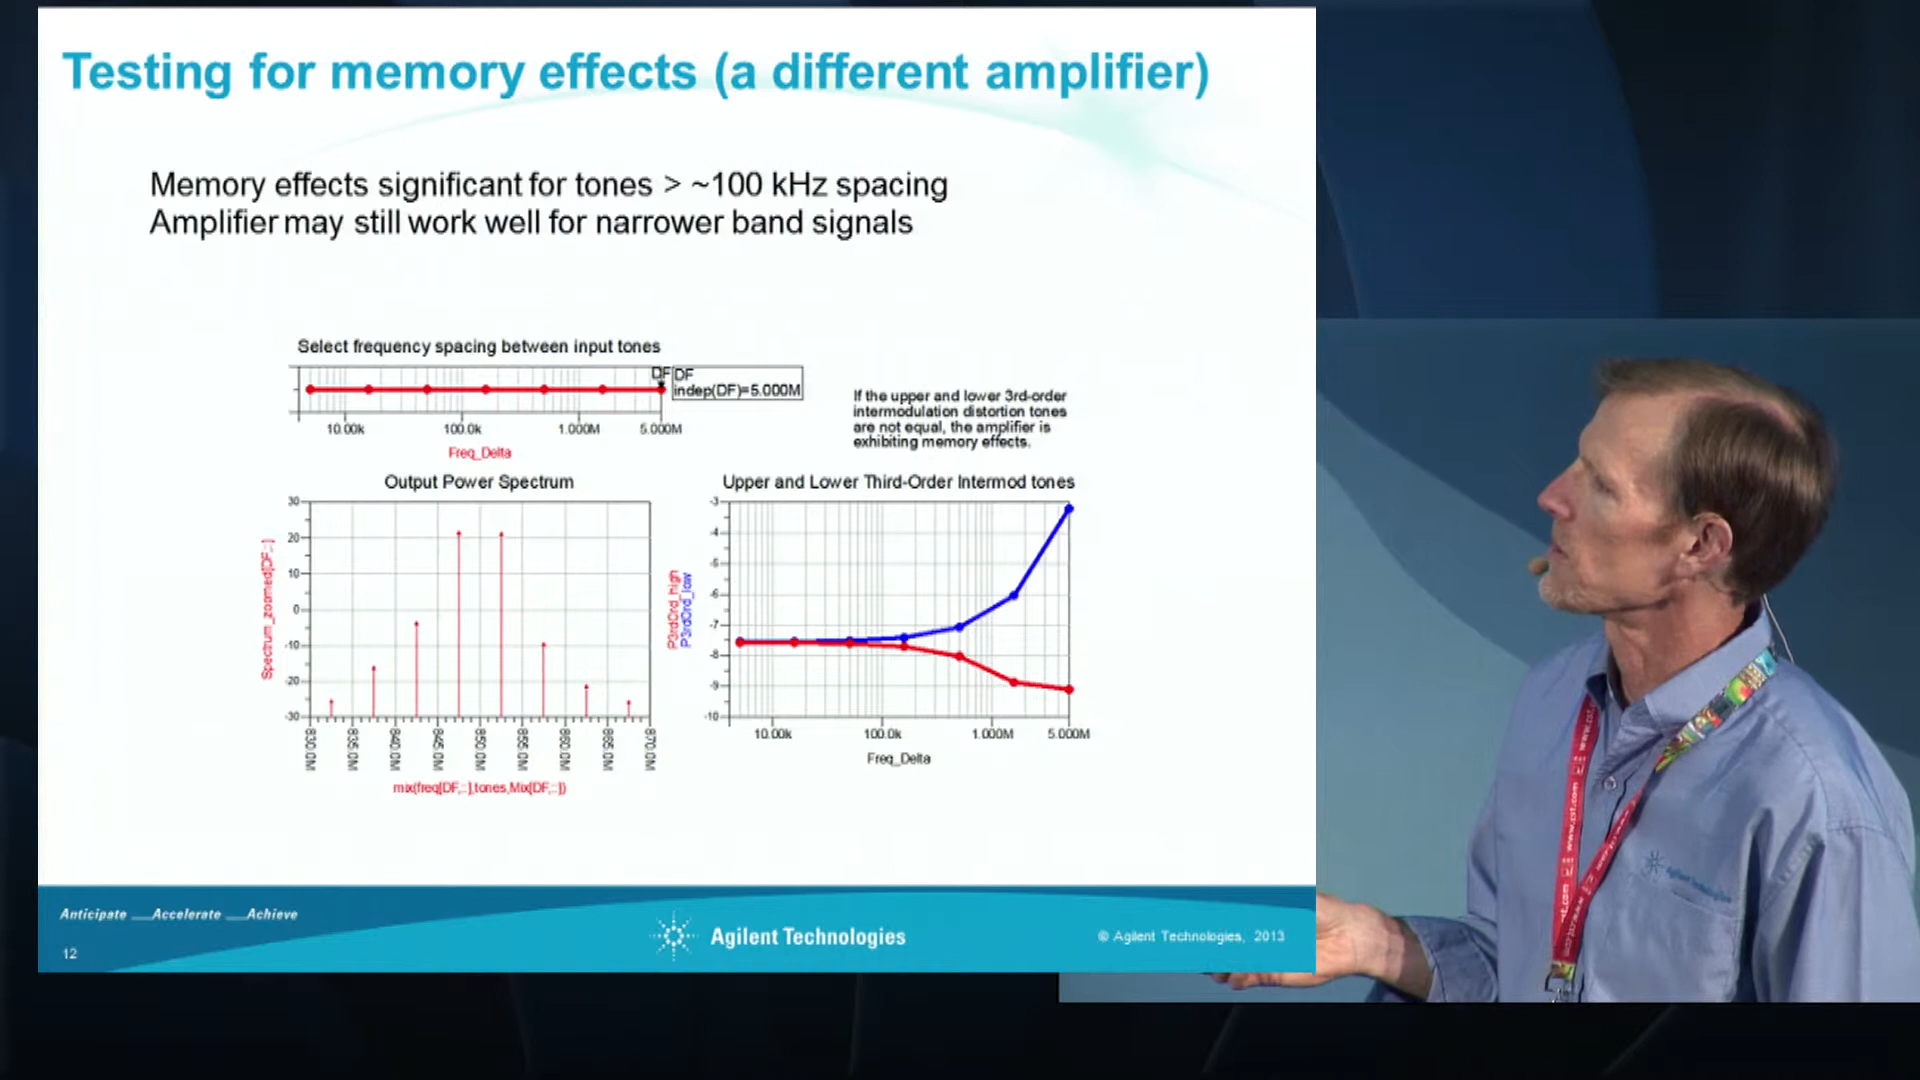 Testing for memory effects (a different amplifier)
Memory effects significant for tones > ~100 kHz spacing
Amplifier may still work well for narrower band signals
Select frequency spacing between input tones
DF
DF
indep(DF)=5.000M
10.00k 100.0k 1.000M 5.000M
Freq_Delta
If the upper and lower 3rd-order
intermodulation distortion tones
are not equal, the amplifier is
exhibiting memory effects.
Output Power Spectrum
Spectrum_zoomed[DF,::]
30
20
10
0
-10
-20
-30
830.0M 835.0M 840.0M 845.0M 850.0M 855.0M 860.0M 865.0M 870.0M
mix(freq[DF,::],tones,Mix[DF,::])
Upper and Lower Third-Order Intermod tones
P3rdOrd_high
P3rdOrd_low
-3
-4
-5
-6
-7
-8
-9
-10
10.00k 100.0k 1.000M 5.000M
Freq_Delta
Anticipate __Accelerate __Achieve
12
Agilent Technologies
© Agilent Technologies, 2013
www.cst.com
Agilent Technologies